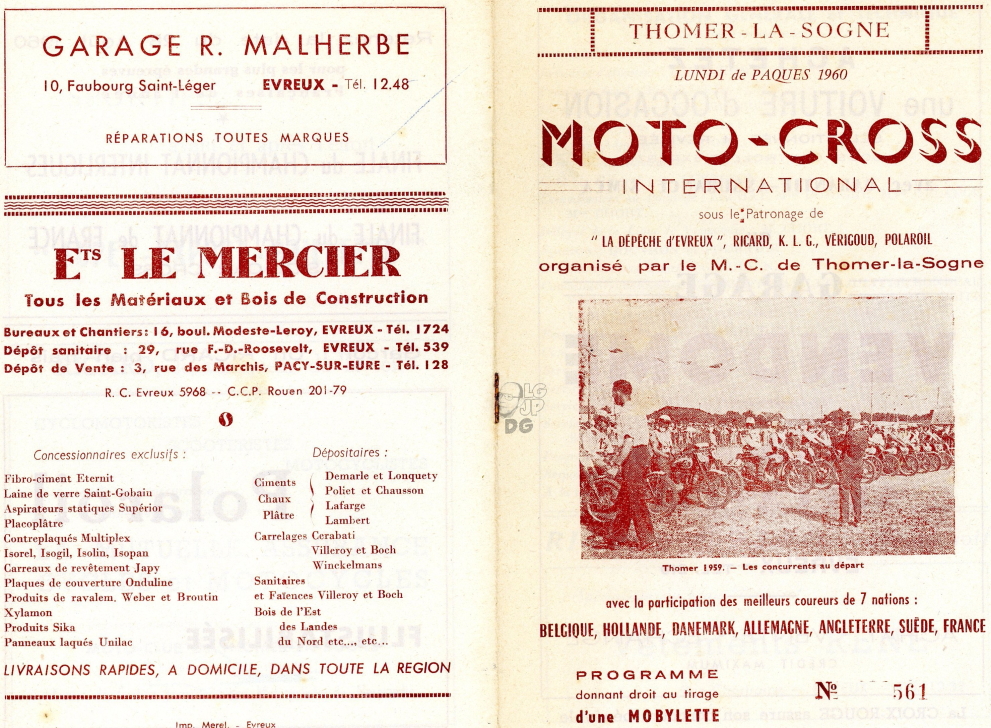 GARAGE R. MALHERBE
10, Faubourg Saint-Léger EVREUX - Tél. 12.48
RÉPARATIONS TOUTES MARQUES
ETS LE MERCIER
Tous les Matériaux et Bois de Construction
Bureaux et Chantiers : 16, boul. Modeste-Leroy, EVREUX - Tél. 1724
Dépôt sanitaire : 29, rue F.-D.-Roosevelt, EVREUX - Tél. 539
Dépôt de Vente : 3, rue des Marchis, PACY-SUR-EURE - Tél. 128
R. C. Evreux 5968 -- C.C.P. Rouen 201-79
Concessionnaires exclusifs :
Fibro-ciment Eternit
Laine de verre Saint-Gobain
Aspirateurs statiques Supérior
Placoplâtre
Contreplaqués Multiplex
Isorel, Isogil, Isolin, Isopan
Carreaux de revêtement Japy
Plaques de couverture Onduline
Produits de ravalem. Weber et Broutin
Xylamon
Produits Sika
Panneaux laqués Unilac
Dépositaires :
Ciments
Chaux
Plâtre
Demarle et Lonquety
Poliet et Chausson
Lafarge
Lambert
Carrelages Cerabati
Villeroy et Boch
Winckelmans
Sanitaires
et Faïences Villeroy et Boch
Bois de l'Est
des Landes
du Nord etc.... etc...
LIVRAISONS RAPIDES, A DOMICILE, DANS TOUTE LA REGION
Imp. Merel. - Evreux
THOMER-LA-SOGNE
LUNDI de PAQUES 1960
MOTO-CROSS
INTERNATIONAL
sous le Patronage de
" LA DÉPÊCHE d'EVREUX ", RICARD, K. L. G., VÉRIGOUD, POLAROIL
organisé par le M.-C. de Thomer-la-Sogne
LG
JP
DG
Thomer 1959. — Les concurrents au départ
avec la participation des meilleurs coureurs de 7 nations :
BELGIQUE, HOLLANDE, DANEMARK, ALLEMAGNE, ANGLETERRE, SUÈDE, FRANCE
PROGRAMME
donnant droit au tirage
d'une MOBYLETTE
No 561